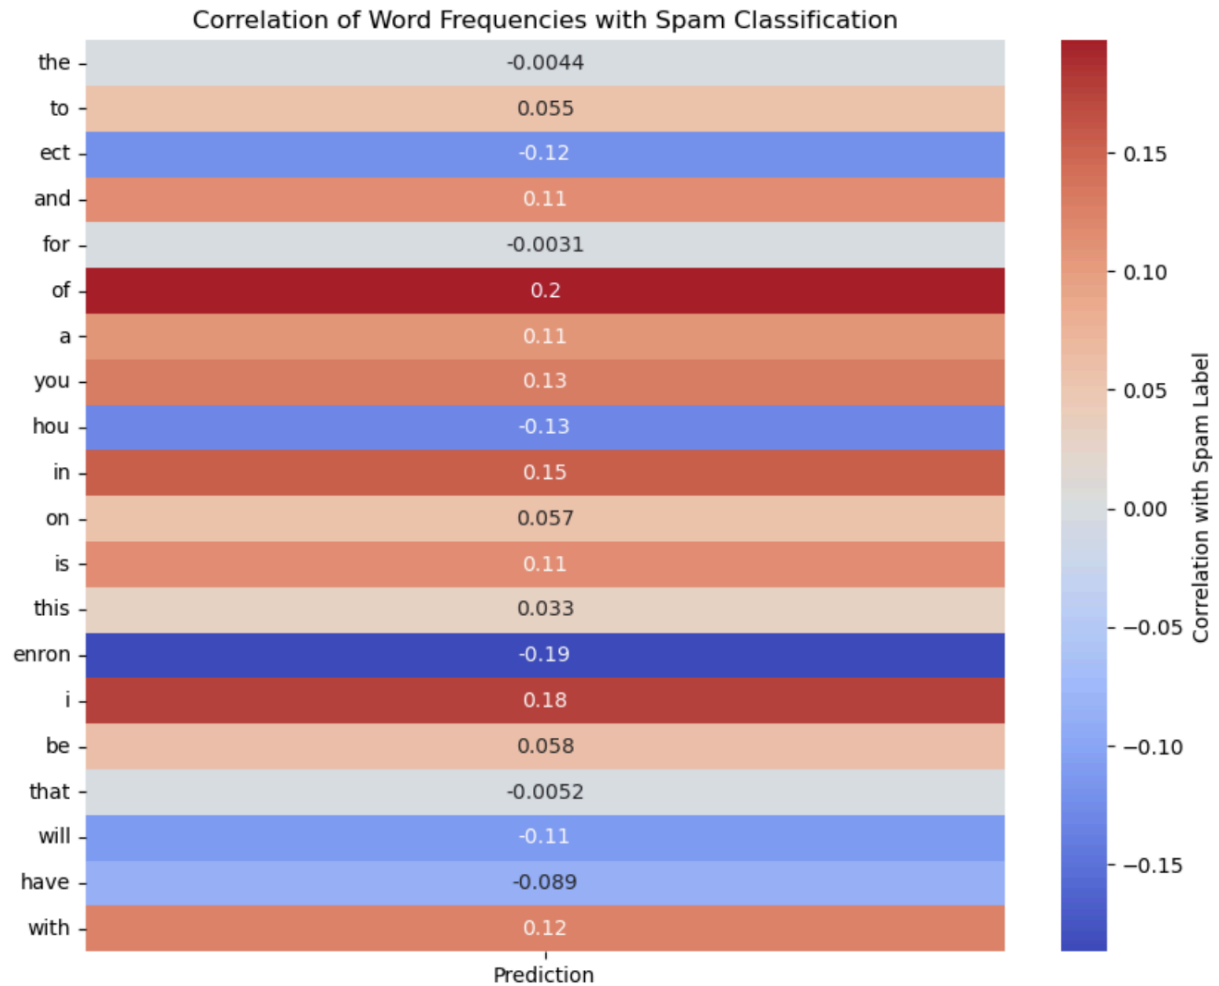 Correlation of Word Frequencies with Spam Classification
the -0.0044
to 0.055
ect -0.12
and 0.11
for -0.0031
of 0.2
a 0.11
you 0.13
hou -0.13
in 0.15
on 0.057
is 0.11
this 0.033
enron -0.19
i 0.18
be 0.058
that -0.0052
will -0.11
have -0.089
with 0.12
Prediction
0.15
0.10
0.05
0.00
−0.05
−0.10
−0.15
Correlation with Spam Label